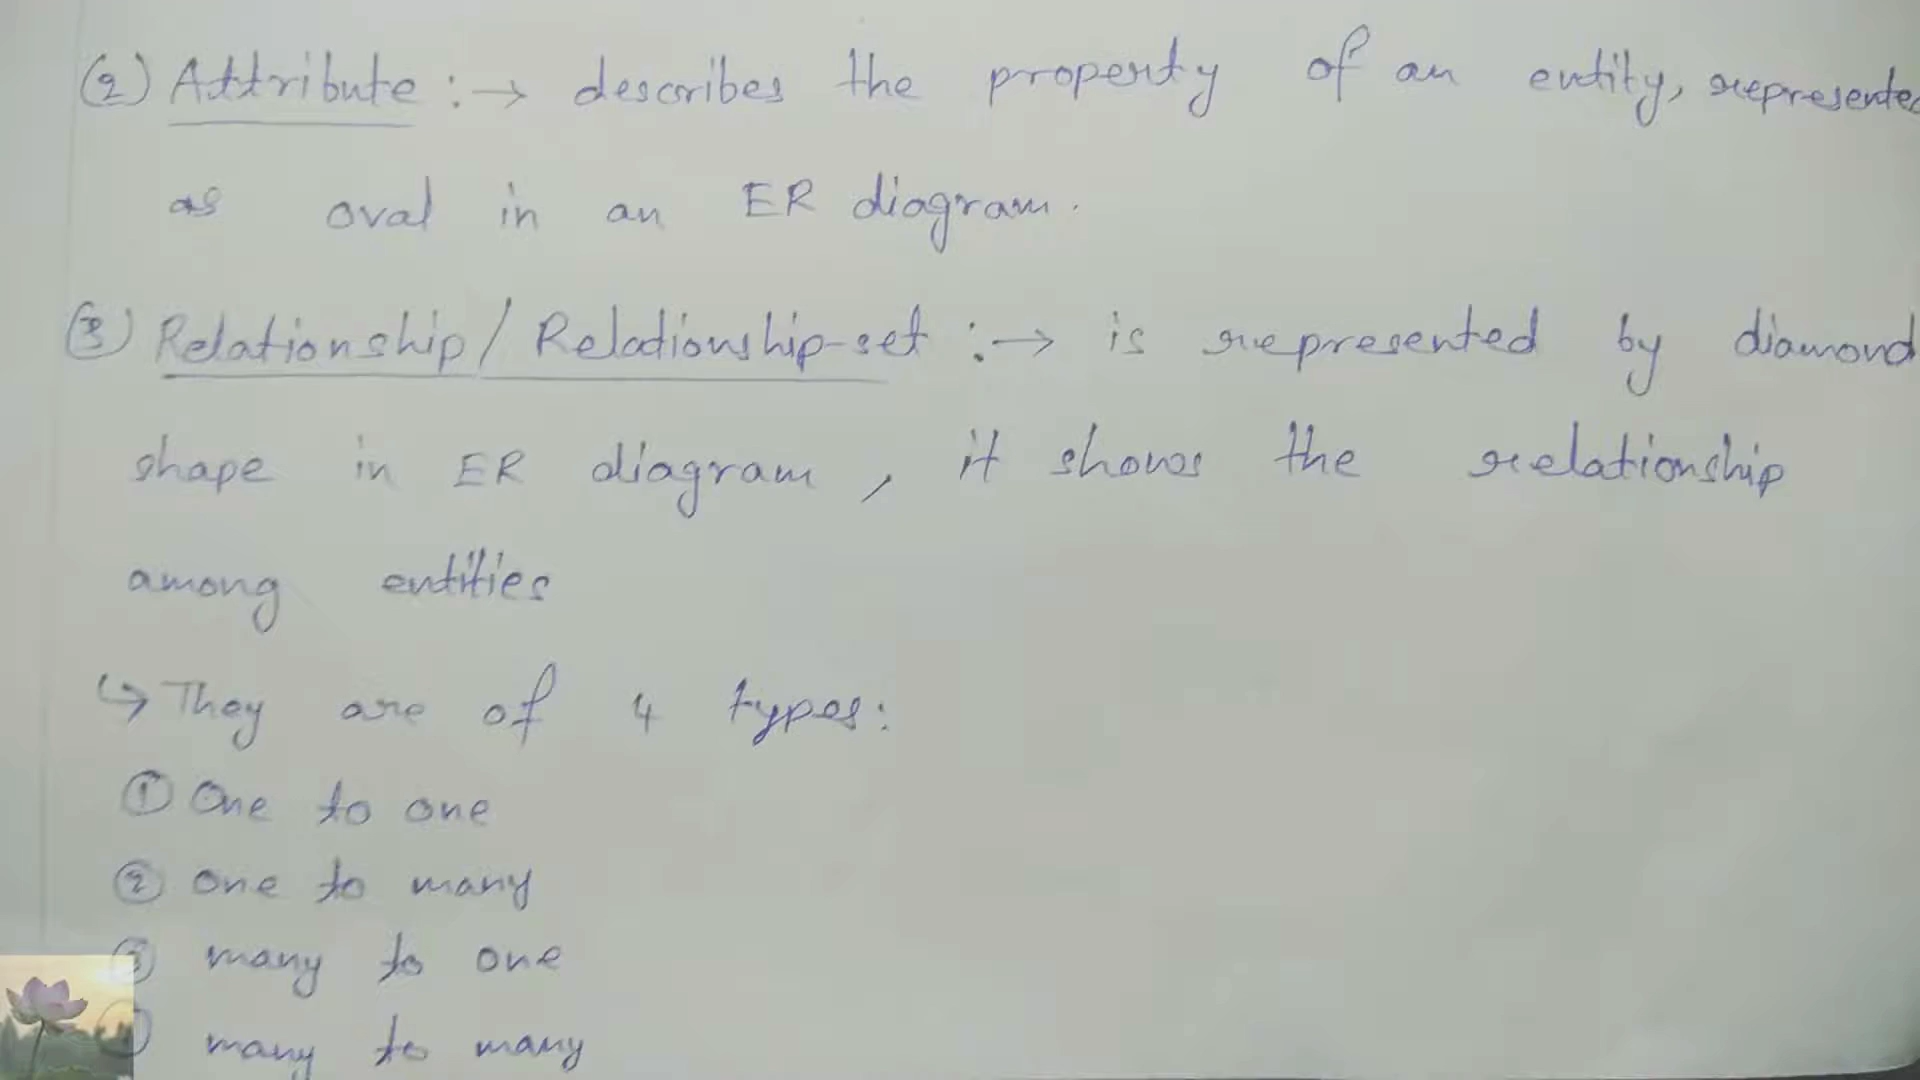 (2) Attribute :→ describes the property of an entity, represented
as oval in an ER diagram.
(3) Relationship/Relationship-set :→ is represented by diamond
shape in ER diagram, it shows the relationship
among entities
↳ They are of 4 types:
① One to one
② one to many
③ many to one
many to many